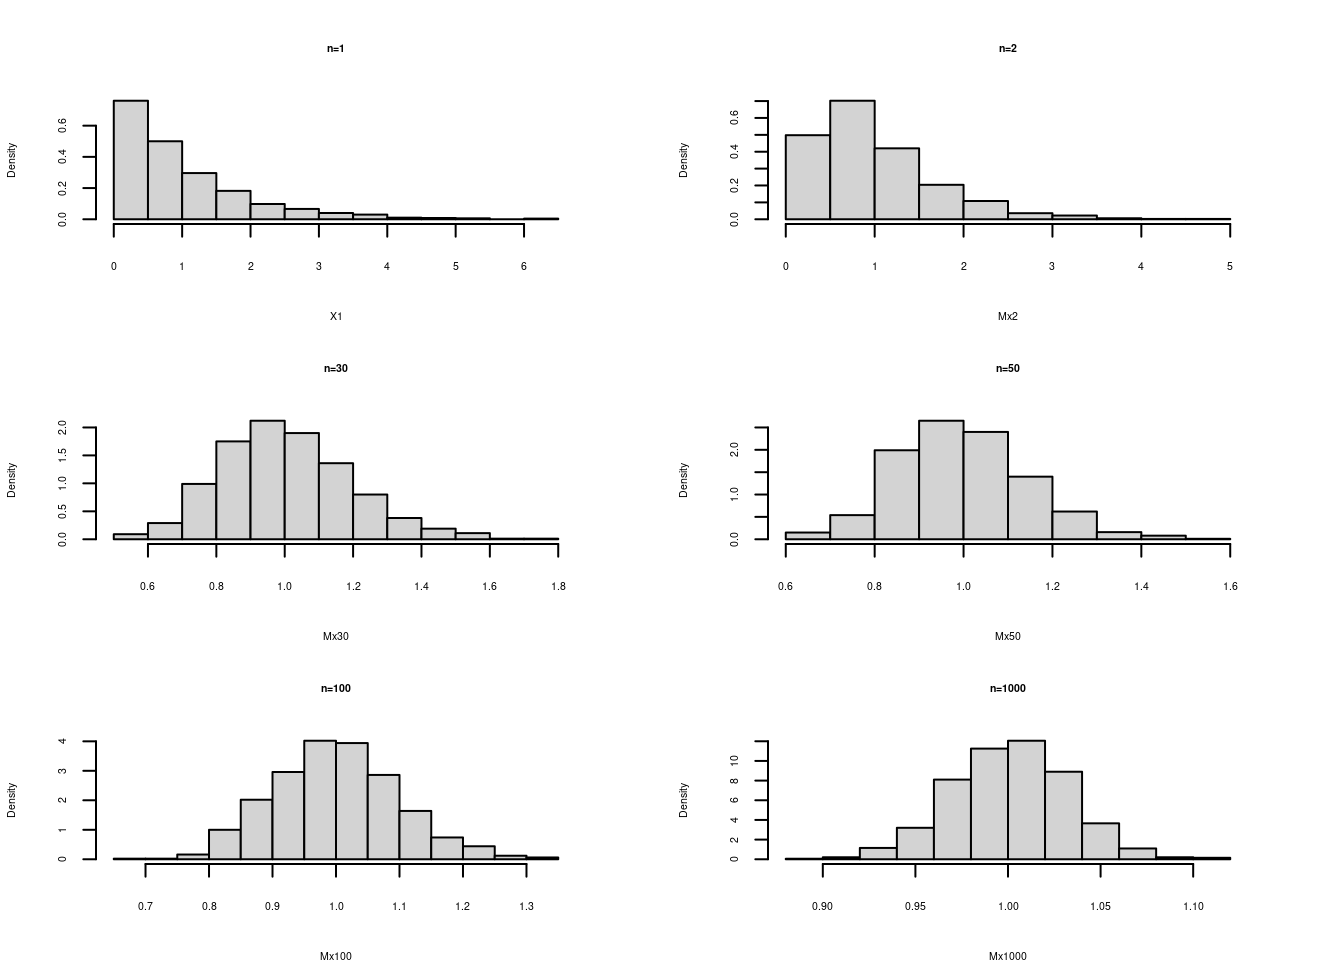 n=1
Density
0.0 0.2 0.4 0.6
0 1 2 3 4 5 6
X1
n=2
Density
0.0 0.2 0.4 0.6
0 1 2 3 4 5
Mx2
n=30
Density
0.0 0.5 1.0 1.5 2.0
0.6 0.8 1.0 1.2 1.4 1.6 1.8
Mx30
n=50
Density
0.0 1.0 2.0
0.6 0.8 1.0 1.2 1.4 1.6
Mx50
n=100
Density
0 1 2 3 4
0.7 0.8 0.9 1.0 1.1 1.2 1.3
Mx100
n=1000
Density
0 2 4 6 8 10
0.90 0.95 1.00 1.05 1.10
Mx1000